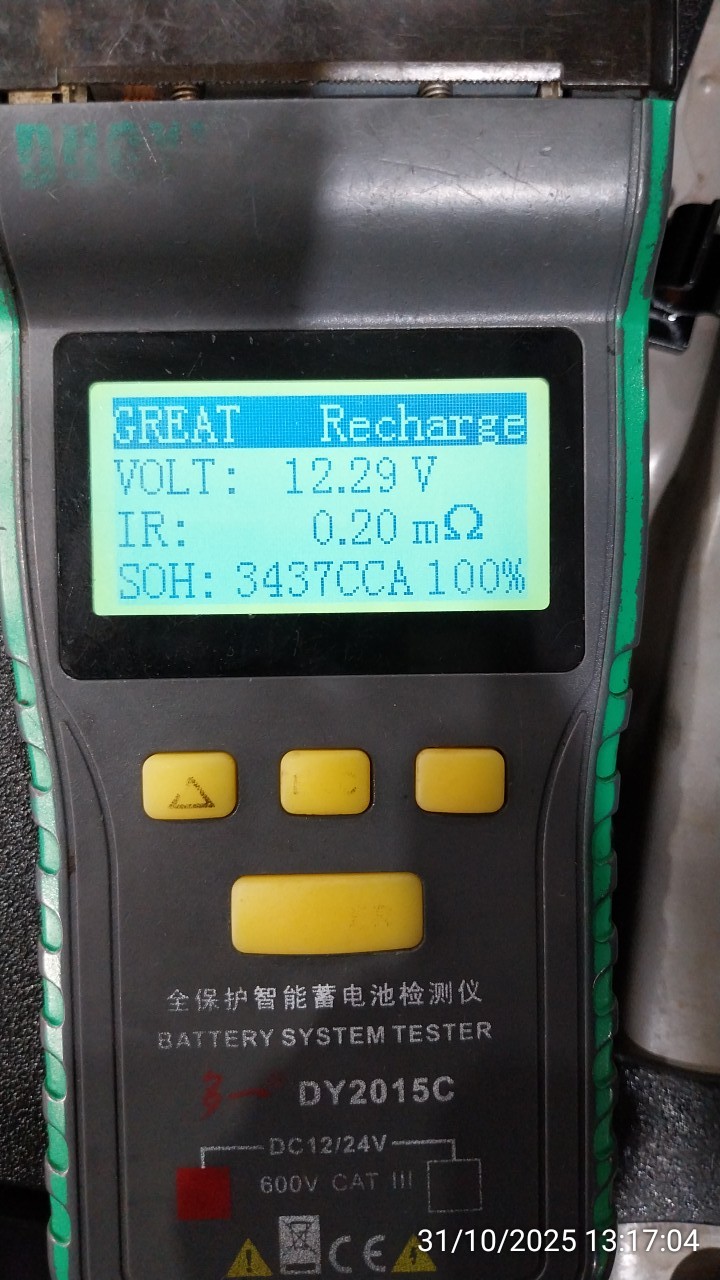 GREAT Recharge
VOLT: 12.29 V
IR: 0.20 mΩ
SOH: 3437CCA 100%
全保护智能蓄电池检测仪
BATTERY SYSTEM TESTER
DY2015C
DC12/24V
600V CAT III
CE
31/10/2025 13:17:04